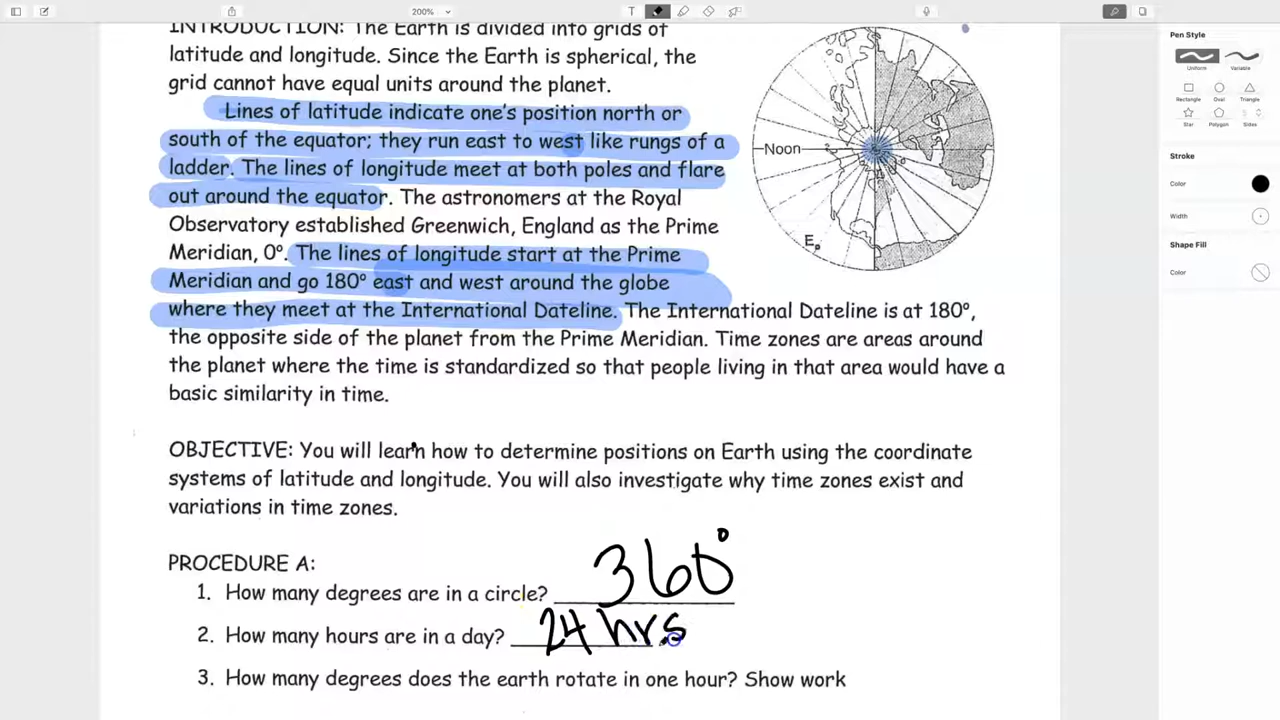 200%
T
Pen Style
Uniform
Variable
Rectangle
Oval
Triangle
Star
Polygon
Sides
Stroke
Color
Width
Shape Fill
Color
INTRODUCTION: The Earth is divided into grids of
latitude and longitude. Since the Earth is spherical, the
grid cannot have equal units around the planet.
Lines of latitude indicate one's position north or
south of the equator; they run east to west like rungs of a
ladder. The lines of longitude meet at both poles and flare
out around the equator. The astronomers at the Royal
Observatory established Greenwich, England as the Prime
Meridian, 0°. The lines of longitude start at the Prime
Meridian and go 180° east and west around the globe
where they meet at the International Dateline. The International Dateline is at 180°,
the opposite side of the planet from the Prime Meridian. Time zones are areas around
the planet where the time is standardized so that people living in that area would have a
basic similarity in time.
Noon
E
OBJECTIVE: You will learn how to determine positions on Earth using the coordinate
systems of latitude and longitude. You will also investigate why time zones exist and
variations in time zones.
PROCEDURE A:
1. How many degrees are in a circle? 360°
2. How many hours are in a day? 24 hrs
3. How many degrees does the earth rotate in one hour? Show work